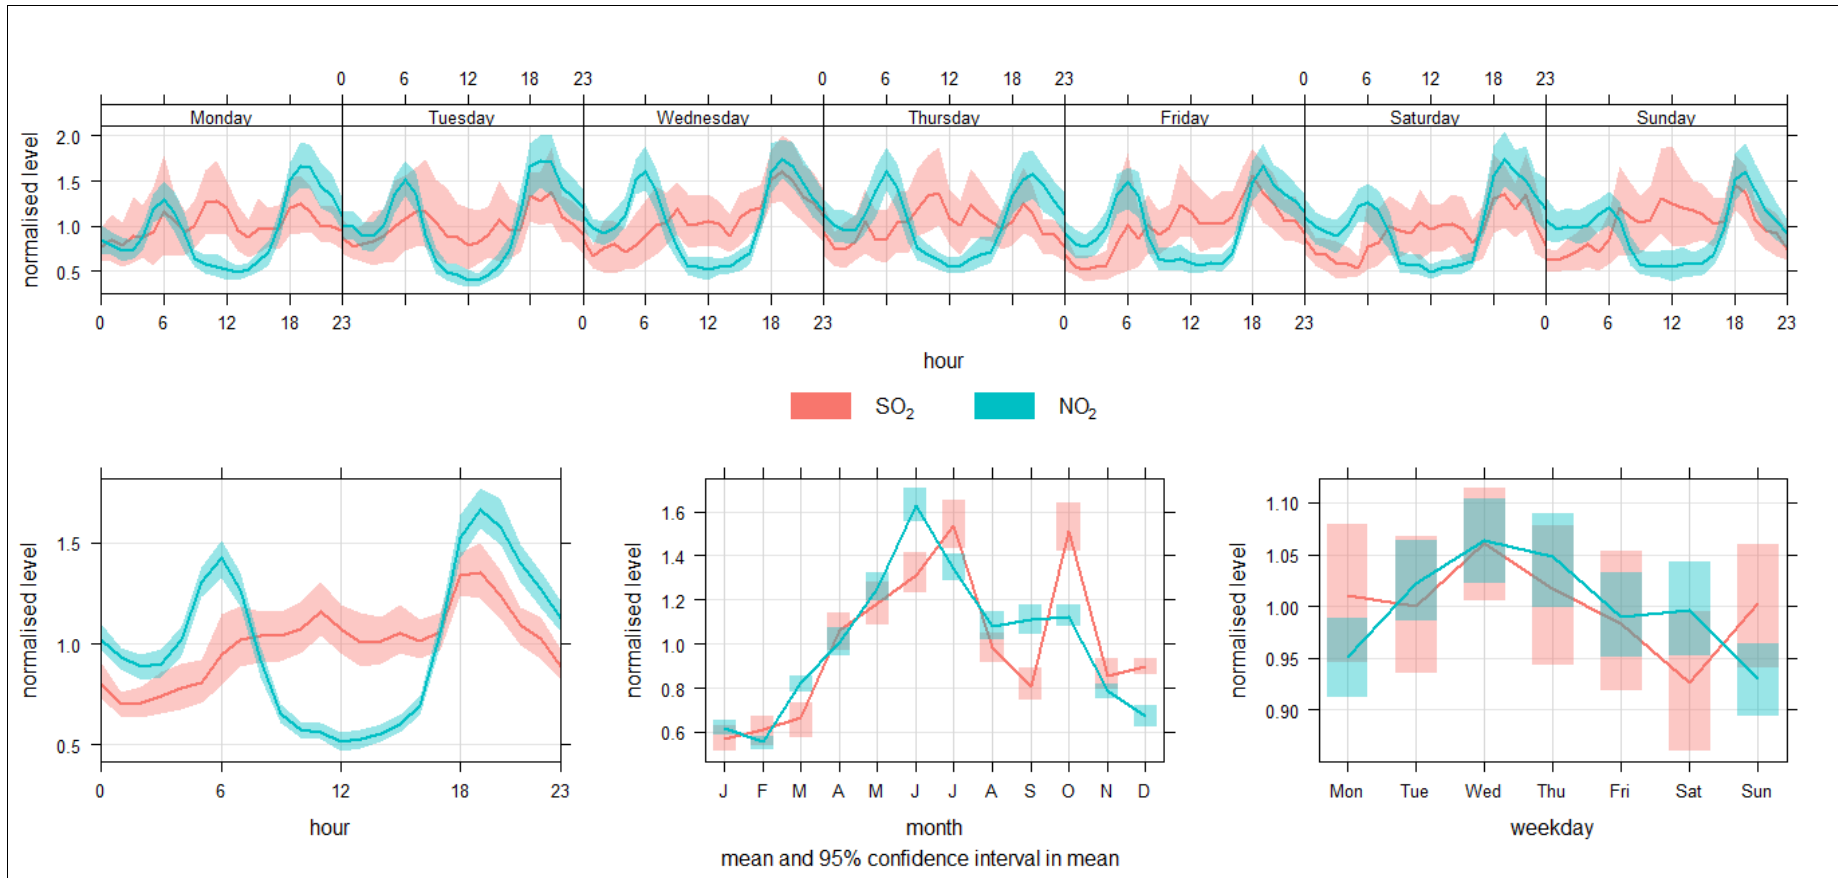 0 6 12 18 23 0 6 12 18 23 0 6 12 18 23
Monday Tuesday Wednesday Thursday Friday Saturday Sunday
normalised level
2.0
1.5
1.0
0.5
0 6 12 18 23 0 6 12 18 23 0 6 12 18 23 0 6 12 18 23
hour
SO2 NO2
normalised level
1.5
1.0
0.5
0 6 12 18 23
hour
normalised level
1.6
1.4
1.2
1.0
0.8
0.6
J F M A M J J A S O N D
month
normalised level
1.10
1.05
1.00
0.95
0.90
Mon Tue Wed Thu Fri Sat Sun
weekday
mean and 95% confidence interval in mean